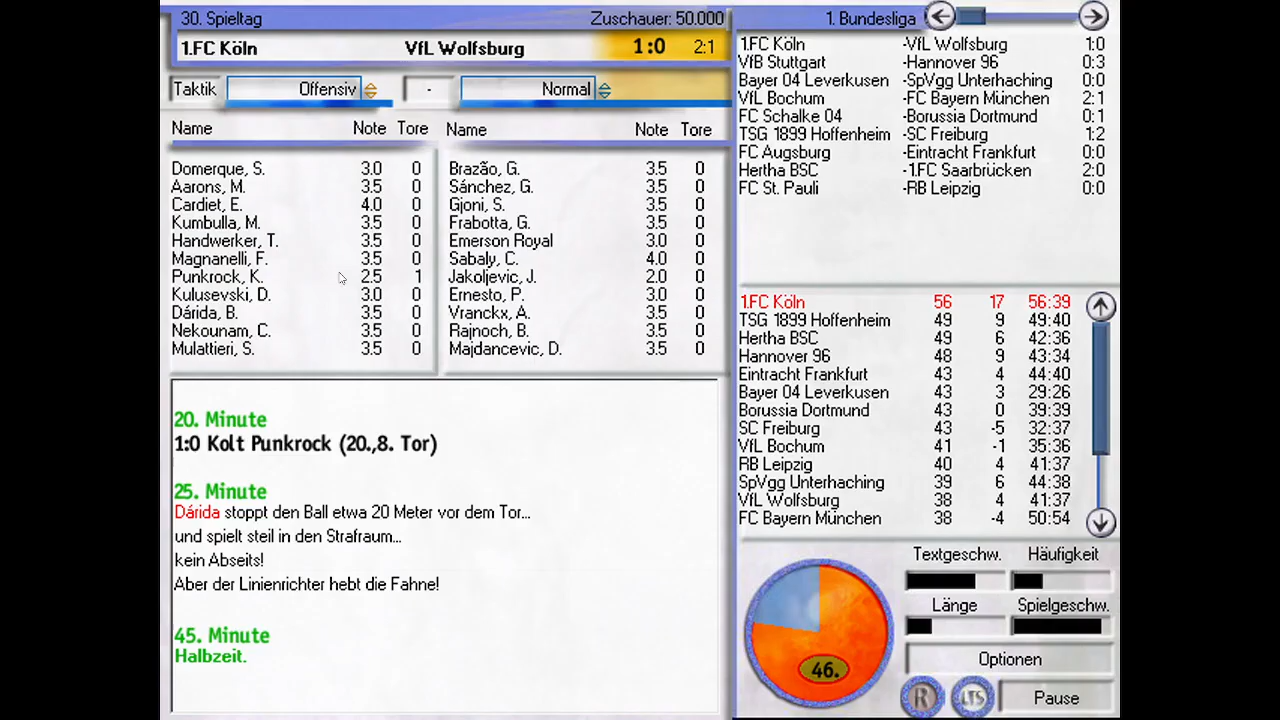 30. Spieltag Zuschauer: 50.000
1.FC Köln VfL Wolfsburg 1:0 2:1
Taktik Offensiv - Normal
Name Note Tore Name Note Tore
Domerque, S. 3.0 0 Brazão, G. 3.5 0
Aarons, M. 3.5 0 Sánchez, G. 3.5 0
Cardiet, E. 4.0 0 Gjoni, S. 3.5 0
Kumbulla, M. 3.5 0 Frabotta, G. 3.5 0
Handwerker, T. 3.5 0 Emerson Royal 3.0 0
Magnanelli, F. 3.5 0 Sabaly, C. 4.0 0
Punkrock, K. 2.5 1 Jakoljevic, J. 2.0 0
Kulusevski, D. 3.0 0 Ernesto, P. 3.0 0
Dárida, B. 3.5 0 Vranckx, A. 3.5 0
Nekounam, C. 3.5 0 Rajnoch, B. 3.5 0
Mulattieri, S. 3.5 0 Majdancevic, D. 3.5 0
20. Minute
1:0 Kolt Punkrock (20.,8. Tor)
25. Minute
Dárida stoppt den Ball etwa 20 Meter vor dem Tor...
und spielt steil in den Strafraum...
kein Abseits!
Aber der Linienrichter hebt die Fahne!
45. Minute
Halbzeit.
1. Bundesliga
1.FC Köln -VfL Wolfsburg 1:0
VfB Stuttgart -Hannover 96 0:3
Bayer 04 Leverkusen -SpVgg Unterhaching 0:0
VfL Bochum -FC Bayern München 2:1
FC Schalke 04 -Borussia Dortmund 0:1
TSG 1899 Hoffenheim -SC Freiburg 1:2
FC Augsburg -Eintracht Frankfurt 0:0
Hertha BSC -1.FC Saarbrücken 2:0
FC St. Pauli -RB Leipzig 0:0
1.FC Köln 56 17 56:39
TSG 1899 Hoffenheim 49 9 49:40
Hertha BSC 49 6 42:36
Hannover 96 48 9 43:34
Eintracht Frankfurt 43 4 44:40
Bayer 04 Leverkusen 43 3 29:26
Borussia Dortmund 43 0 39:39
SC Freiburg 43 -5 32:37
VfL Bochum 41 -1 35:36
RB Leipzig 40 4 41:37
SpVgg Unterhaching 39 6 44:38
VfL Wolfsburg 38 4 41:37
FC Bayern München 38 -4 50:54
Textgeschw. Häufigkeit
Länge Spielgeschw.
46.
Optionen
R LTS Pause